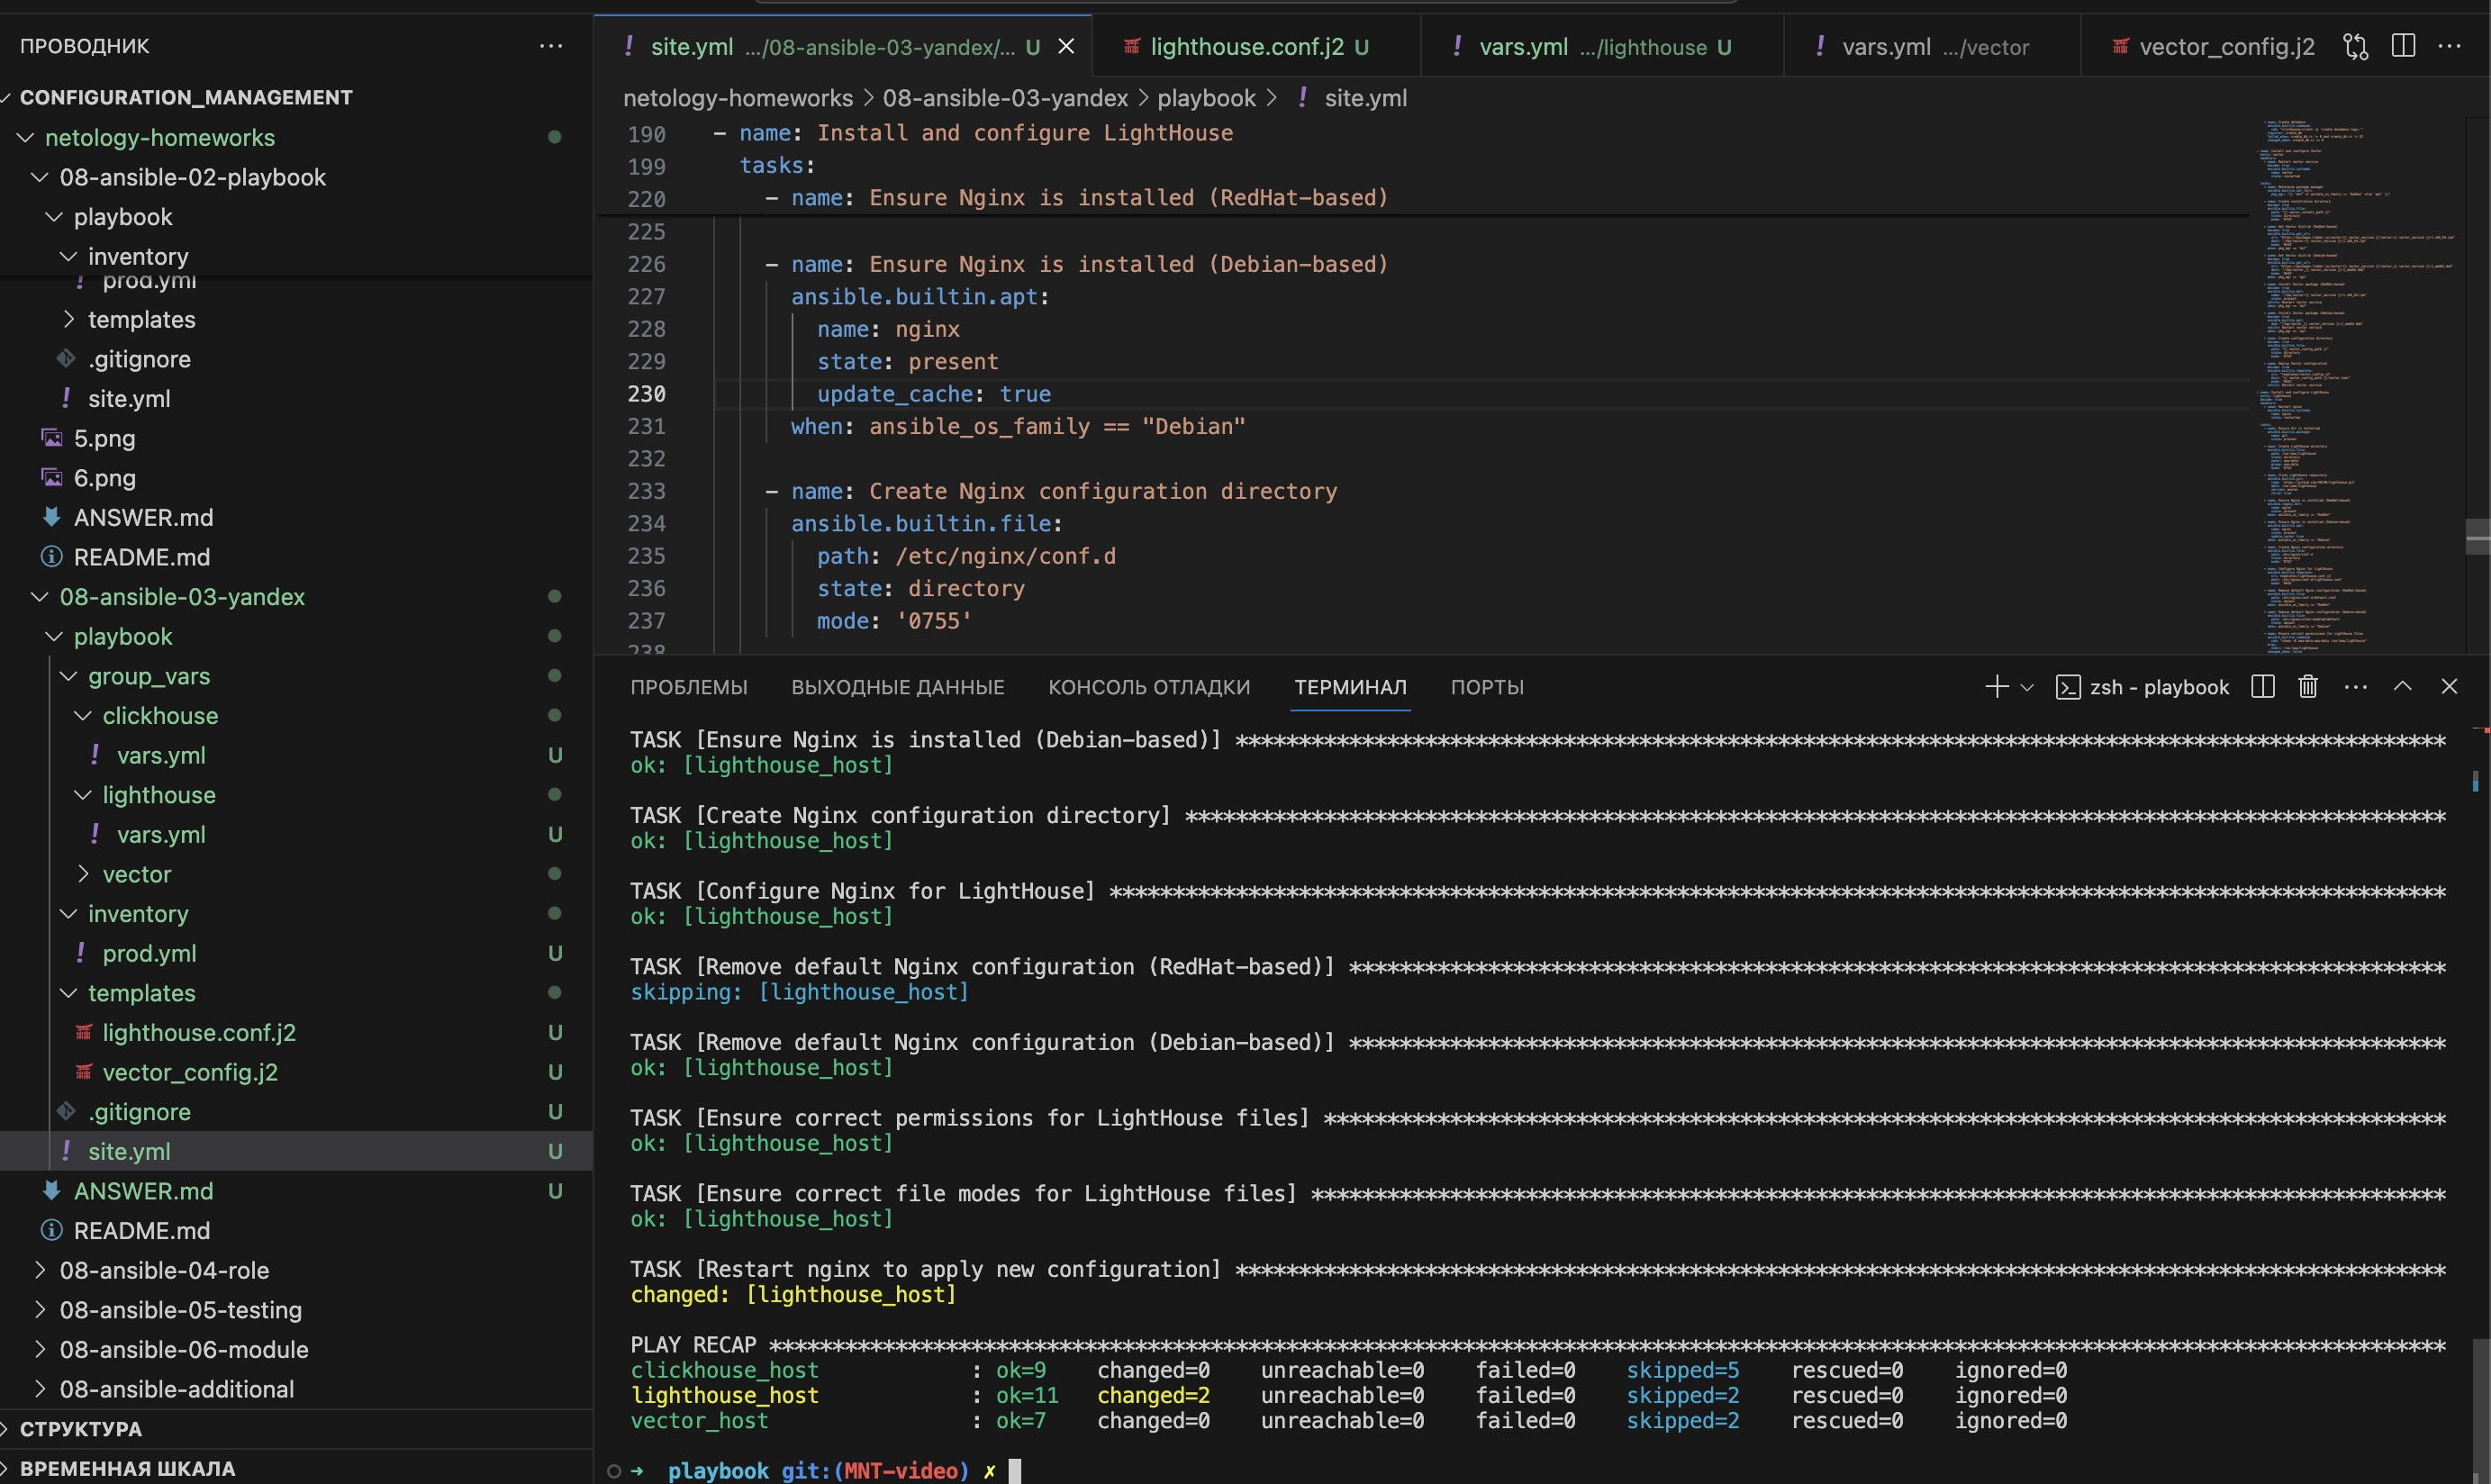 ПРОВОДНИК
CONFIGURATION_MANAGEMENT
netology-homeworks
08-ansible-02-playbook
playbook
inventory
prod.yml
templates
.gitignore
site.yml
5.png
6.png
ANSWER.md
README.md
08-ansible-03-yandex
playbook
group_vars
clickhouse
vars.yml U
lighthouse
vars.yml U
vector
inventory
prod.yml U
templates
lighthouse.conf.j2 U
vector_config.j2 U
.gitignore U
site.yml U
ANSWER.md U
README.md
08-ansible-04-role
08-ansible-05-testing
08-ansible-06-module
08-ansible-additional
СТРУКТУРА
ВРЕМЕННАЯ ШКАЛА
site.yml .../08-ansible-03-yandex/... U
lighthouse.conf.j2 U
vars.yml .../lighthouse U
vars.yml .../vector
vector_config.j2
netology-homeworks > 08-ansible-03-yandex > playbook > ! site.yml
190 - name: Install and configure LightHouse
199 tasks:
220 - name: Ensure Nginx is installed (RedHat-based)
225
226 - name: Ensure Nginx is installed (Debian-based)
227 ansible.builtin.apt:
228 name: nginx
229 state: present
230 update_cache: true
231 when: ansible_os_family == "Debian"
232
233 - name: Create Nginx configuration directory
234 ansible.builtin.file:
235 path: /etc/nginx/conf.d
236 state: directory
237 mode: '0755'
238
ПРОБЛЕМЫ ВЫХОДНЫЕ ДАННЫЕ КОНСОЛЬ ОТЛАДКИ ТЕРМИНАЛ ПОРТЫ
zsh - playbook
TASK [Ensure Nginx is installed (Debian-based)] ************************************************************************************************
ok: [lighthouse_host]
TASK [Create Nginx configuration directory] ****************************************************************************************************
ok: [lighthouse_host]
TASK [Configure Nginx for LightHouse] **********************************************************************************************************
ok: [lighthouse_host]
TASK [Remove default Nginx configuration (RedHat-based)] ***************************************************************************************
skipping: [lighthouse_host]
TASK [Remove default Nginx configuration (Debian-based)] ***************************************************************************************
ok: [lighthouse_host]
TASK [Ensure correct permissions for LightHouse files] *****************************************************************************************
ok: [lighthouse_host]
TASK [Ensure correct file modes for LightHouse files] ******************************************************************************************
ok: [lighthouse_host]
TASK [Restart nginx to apply new configuration] ************************************************************************************************
changed: [lighthouse_host]
PLAY RECAP *************************************************************************************************************************************
clickhouse_host : ok=9 changed=0 unreachable=0 failed=0 skipped=5 rescued=0 ignored=0
lighthouse_host : ok=11 changed=2 unreachable=0 failed=0 skipped=2 rescued=0 ignored=0
vector_host : ok=7 changed=0 unreachable=0 failed=0 skipped=2 rescued=0 ignored=0
➜ playbook git:(MNT-video) ✗